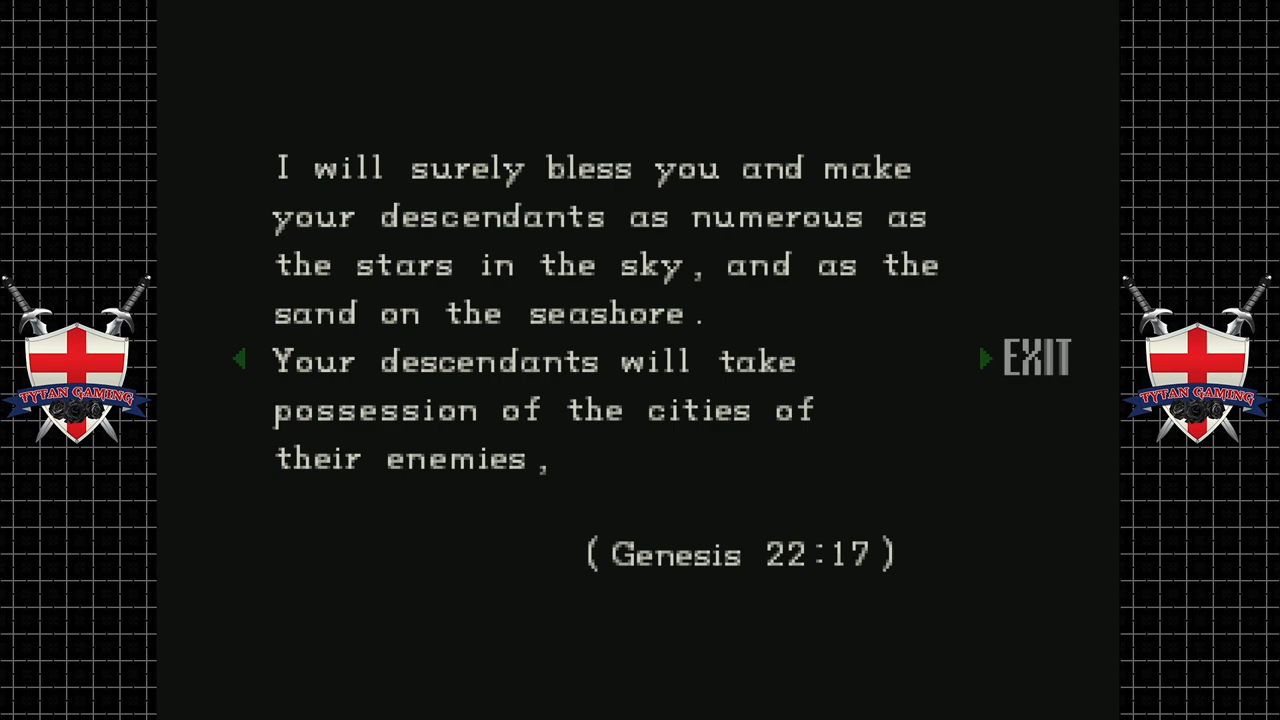 I will surely bless you and make
your descendants as numerous as
the stars in the sky, and as the
sand on the seashore.
Your descendants will take
possession of the cities of
their enemies,
(Genesis 22:17)
EXIT
TYTAN GAMING
TYTAN GAMING